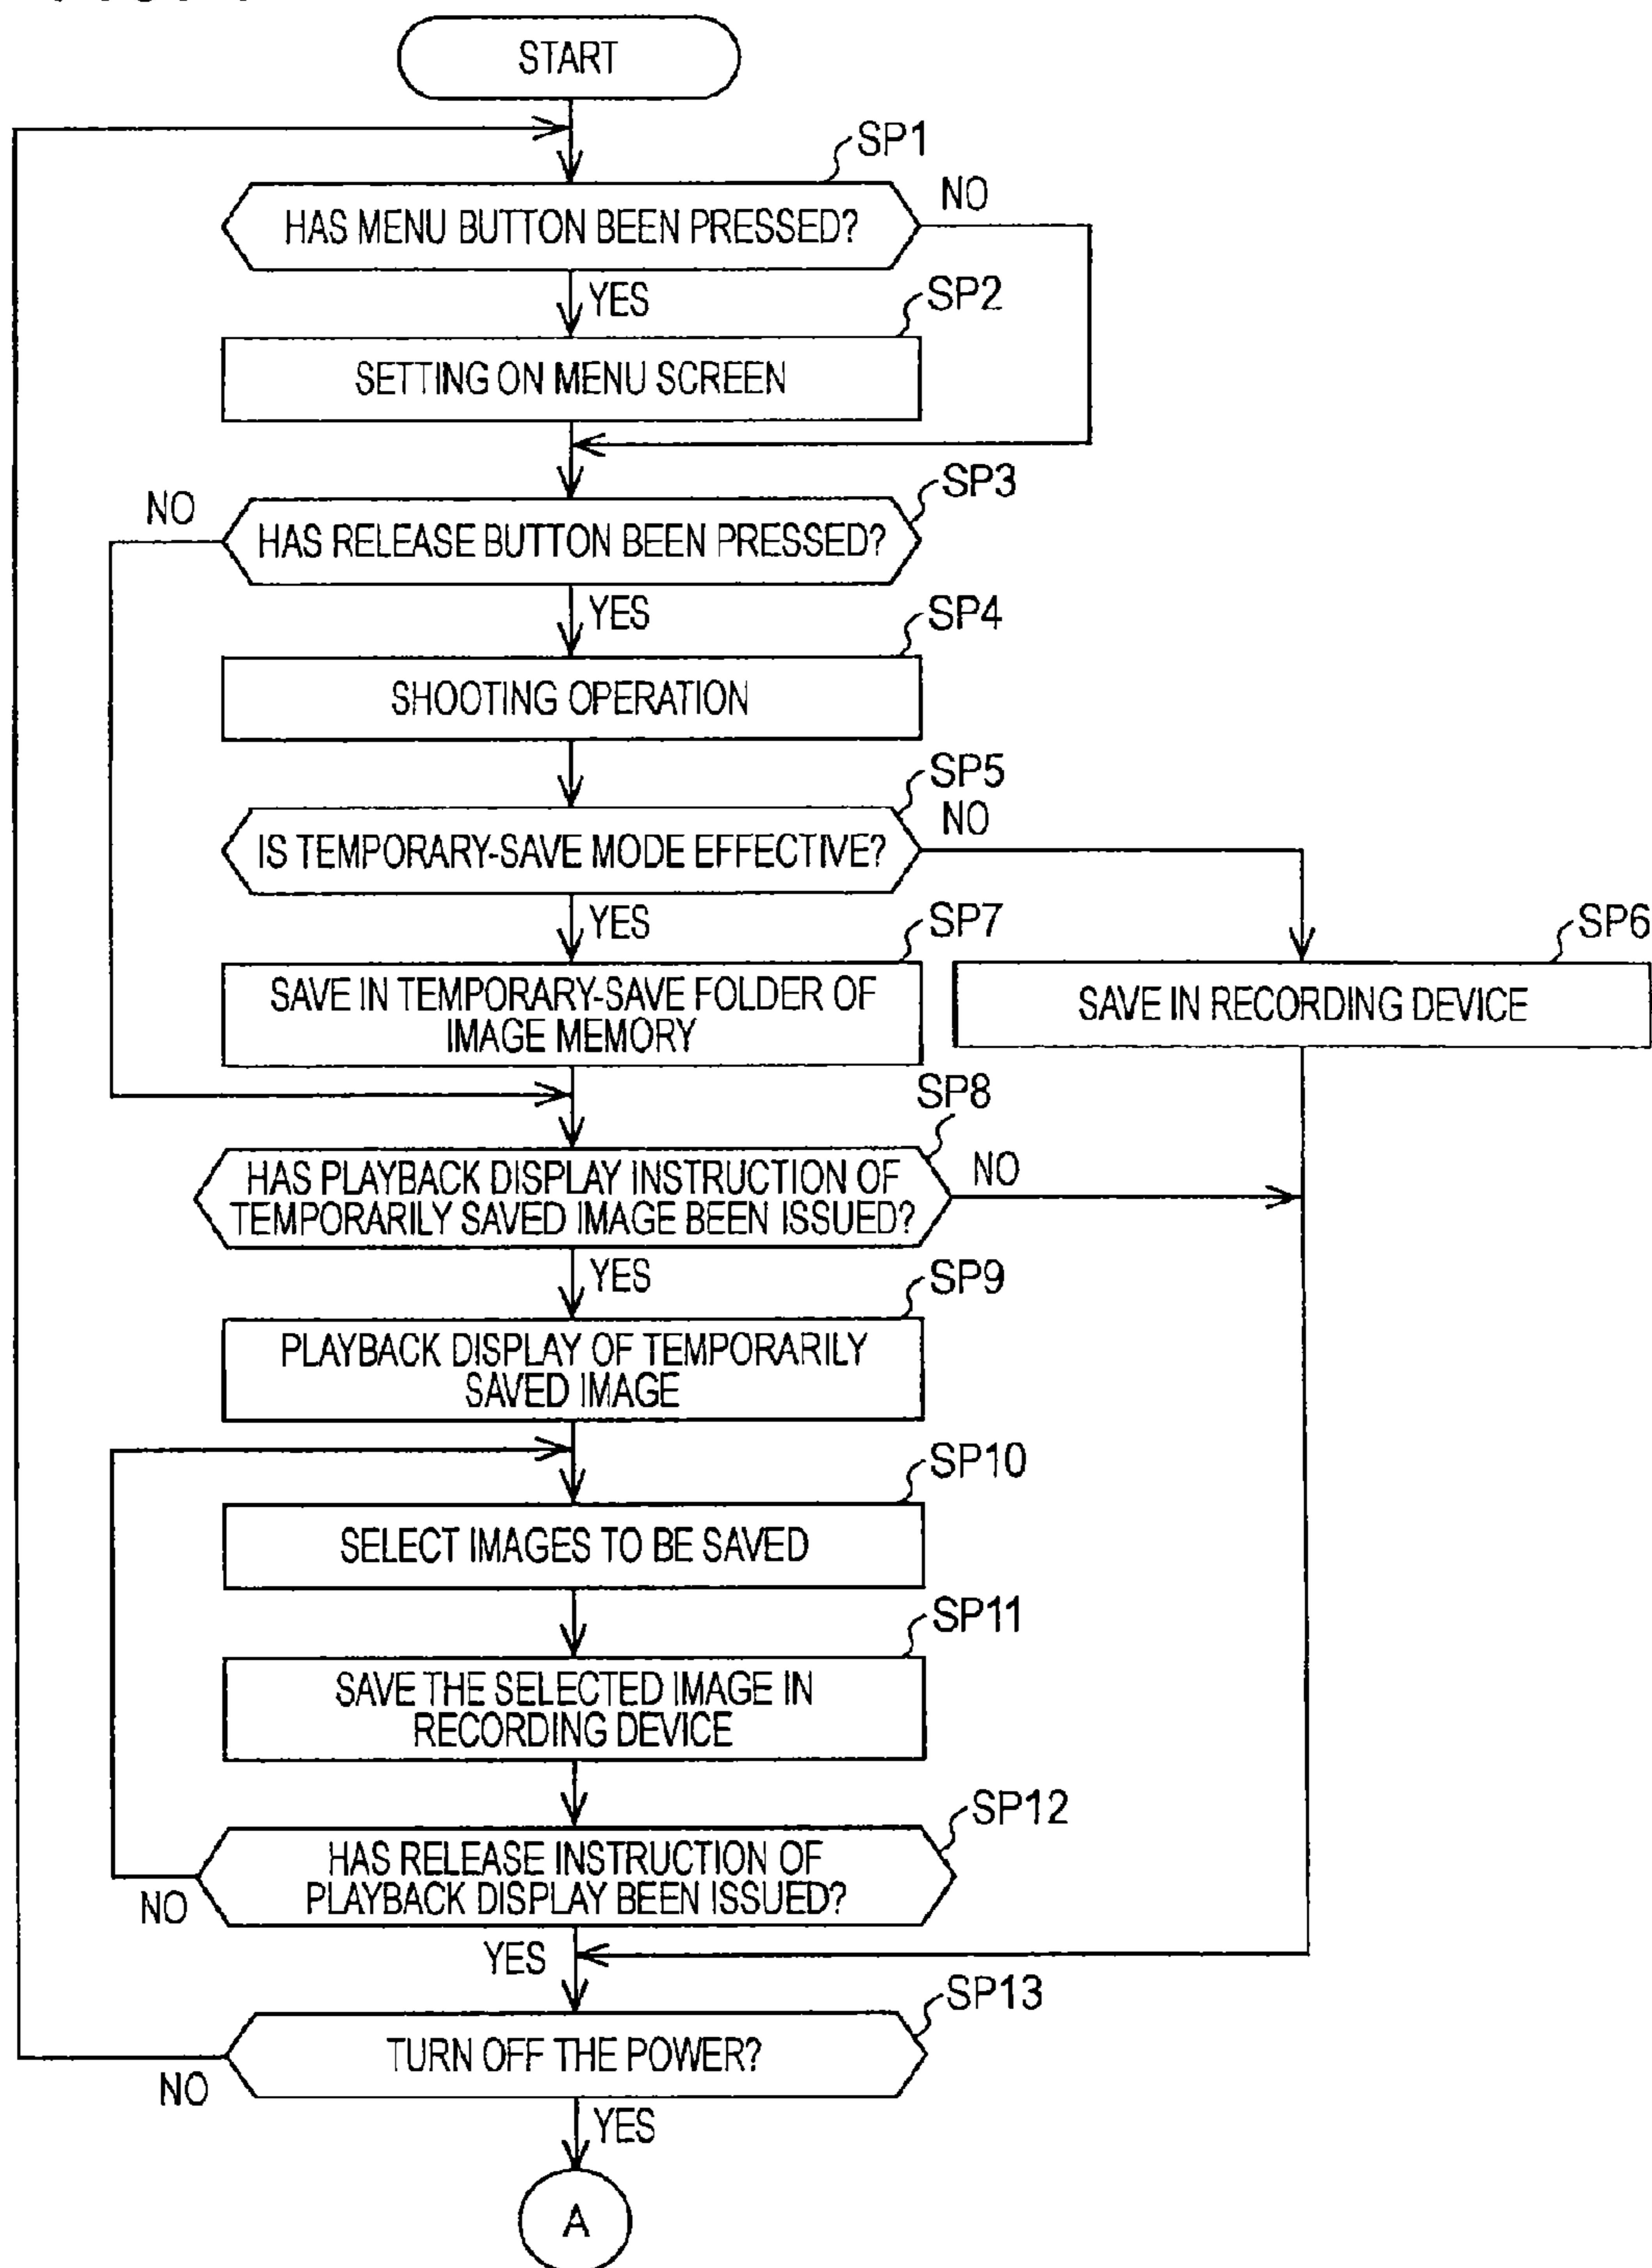 START
SP1
HAS MENU BUTTON BEEN PRESSED?
NO
YES
SP2
SETTING ON MENU SCREEN
SP3
NO
HAS RELEASE BUTTON BEEN PRESSED?
YES
SP4
SHOOTING OPERATION
SP5
NO
IS TEMPORARY-SAVE MODE EFFECTIVE?
YES
SP7
SP6
SAVE IN TEMPORARY-SAVE FOLDER OF
IMAGE MEMORY
SAVE IN RECORDING DEVICE
SP8
HAS PLAYBACK DISPLAY INSTRUCTION OF
TEMPORARILY SAVED IMAGE BEEN ISSUED?
NO
YES
SP9
PLAYBACK DISPLAY OF TEMPORARILY
SAVED IMAGE
SP10
SELECT IMAGES TO BE SAVED
SP11
SAVE THE SELECTED IMAGE IN
RECORDING DEVICE
SP12
HAS RELEASE INSTRUCTION OF
PLAYBACK DISPLAY BEEN ISSUED?
NO
YES
SP13
TURN OFF THE POWER?
NO
YES
A